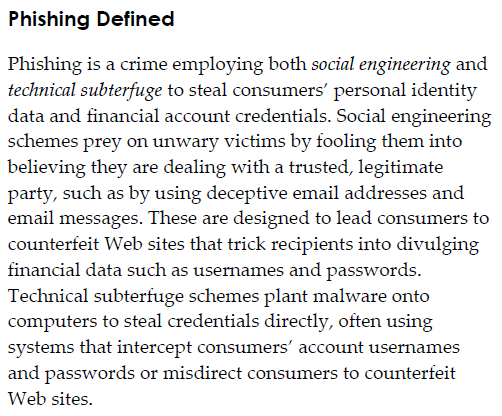 Phishing Defined
Phishing is a crime employing both social engineering and
technical subterfuge to steal consumers’ personal identity
data and financial account credentials. Social engineering
schemes prey on unwary victims by fooling them into
believing they are dealing with a trusted, legitimate
party, such as by using deceptive email addresses and
email messages. These are designed to lead consumers to
counterfeit Web sites that trick recipients into divulging
financial data such as usernames and passwords.
Technical subterfuge schemes plant malware onto
computers to steal credentials directly, often using
systems that intercept consumers’ account usernames
and passwords or misdirect consumers to counterfeit
Web sites.